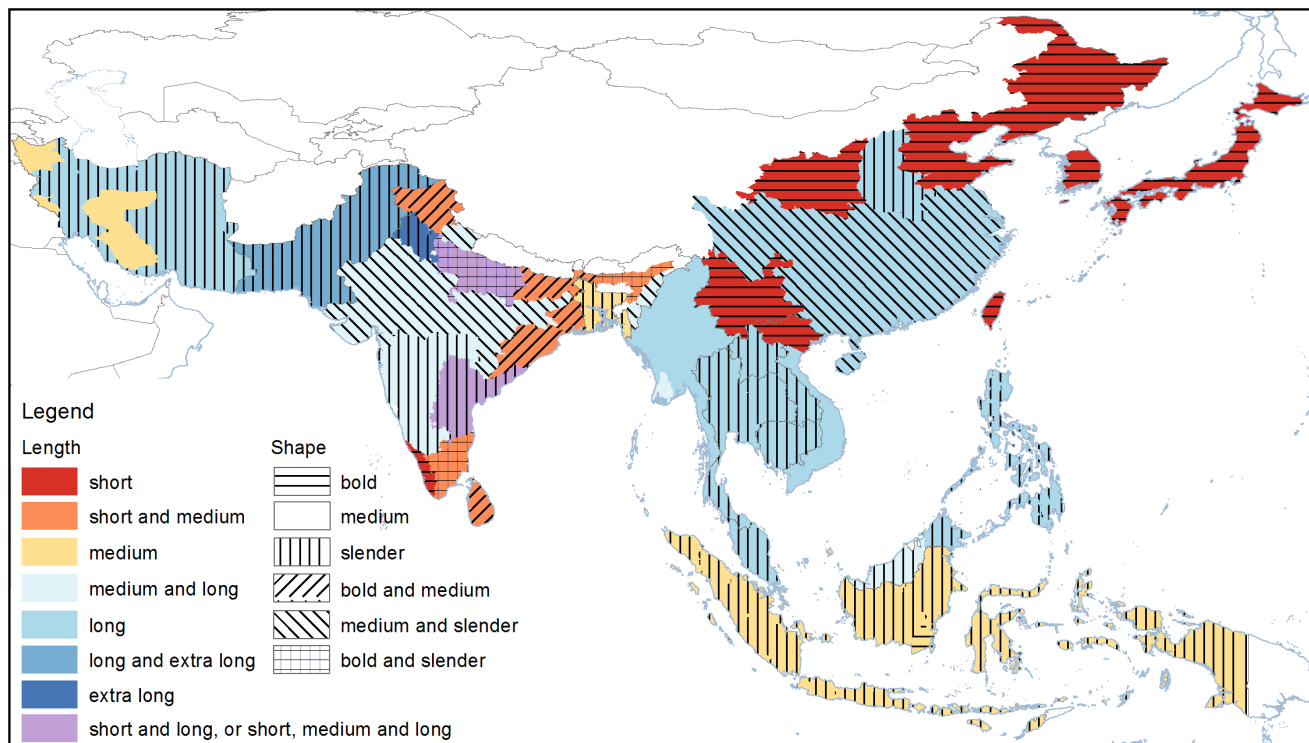 Legend
Length
Shape
short
bold
short and medium
medium
medium
slender
medium and long
bold and medium
long
medium and slender
long and extra long
bold and slender
extra long
short and long, or short, medium and long